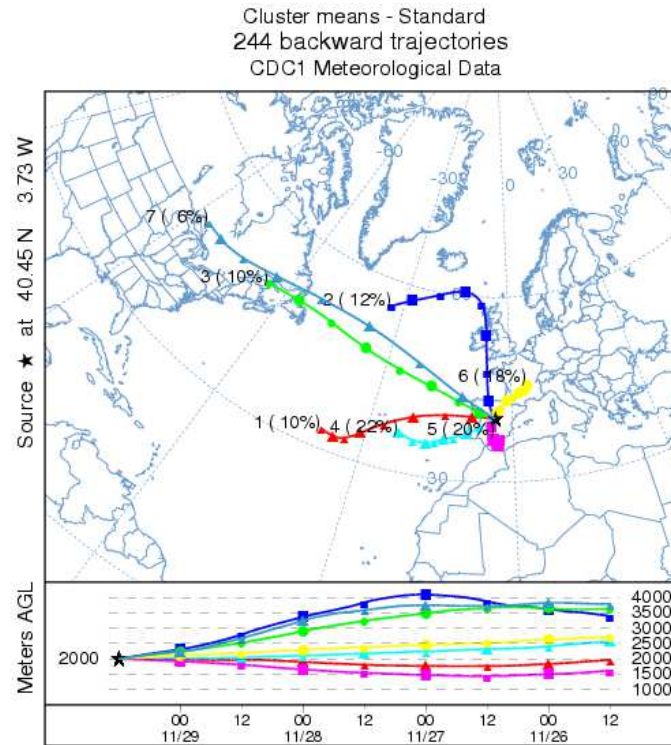 Cluster means - Standard
244 backward trajectories
CDC1 Meteorological Data
Source ★ at 40.45 N 3.73 W
30
60
-30
0
30
60
7 ( 6%)
3 ( 10%)
2 ( 12%)
6 ( 18%)
1 ( 10%)
4 ( 22%)
5 ( 20%)
30
Meters AGL
2000
4000
3500
3000
2500
2000
1500
1000
00 12 00 12 00 12 00 12
11/29 11/28 11/27 11/26